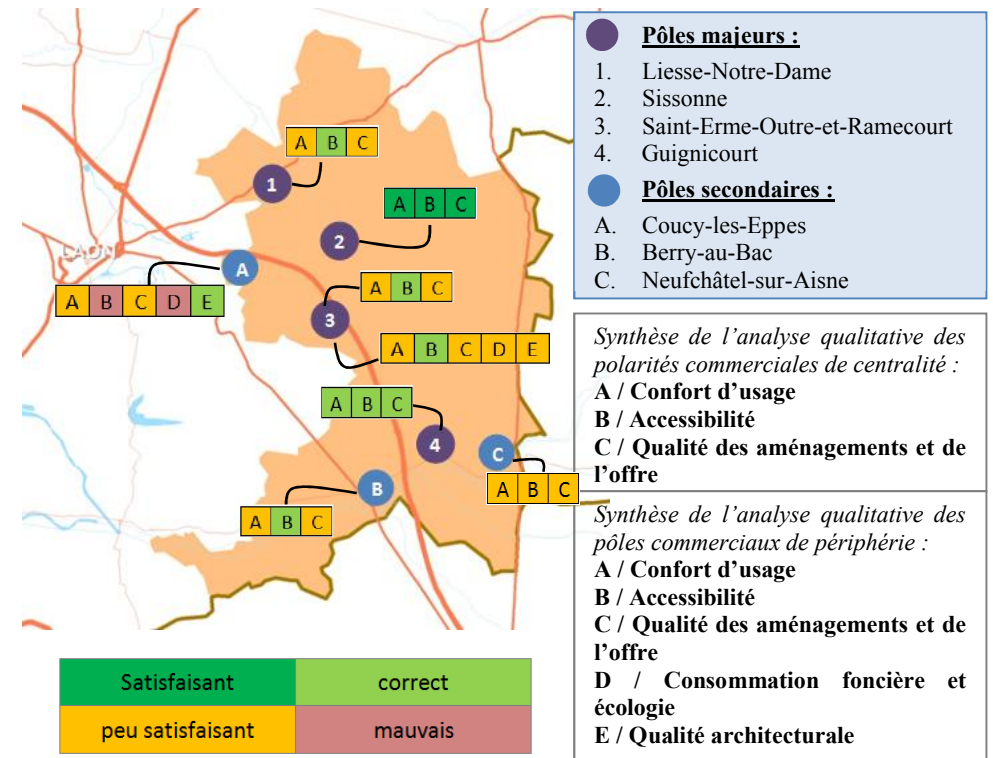 Pôles majeurs :
1. Liesse-Notre-Dame
2. Sissonne
3. Saint-Erme-Outre-et-Ramecourt
4. Guignicourt
Pôles secondaires :
A. Coucy-les-Eppes
B. Berry-au-Bac
C. Neufchâtel-sur-Aisne
A B C
1
A B C
2
LAON
A
A B C D E
A B C
3
A B C D E
A B C
4
C
A B C
B
A B C
Synthèse de l’analyse qualitative des
polarités commerciales de centralité :
A / Confort d’usage
B / Accessibilité
C / Qualité des aménagements et de
l’offre
Synthèse de l’analyse qualitative des
pôles commerciaux de périphérie :
A / Confort d’usage
B / Accessibilité
C / Qualité des aménagements et de
l’offre
D / Consommation foncière et
écologie
E / Qualité architecturale
Satisfaisant correct
peu satisfaisant mauvais